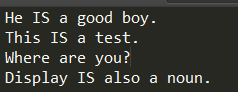 He IS a good boy.
This IS a test.
Where are you?
Display IS also a noun.